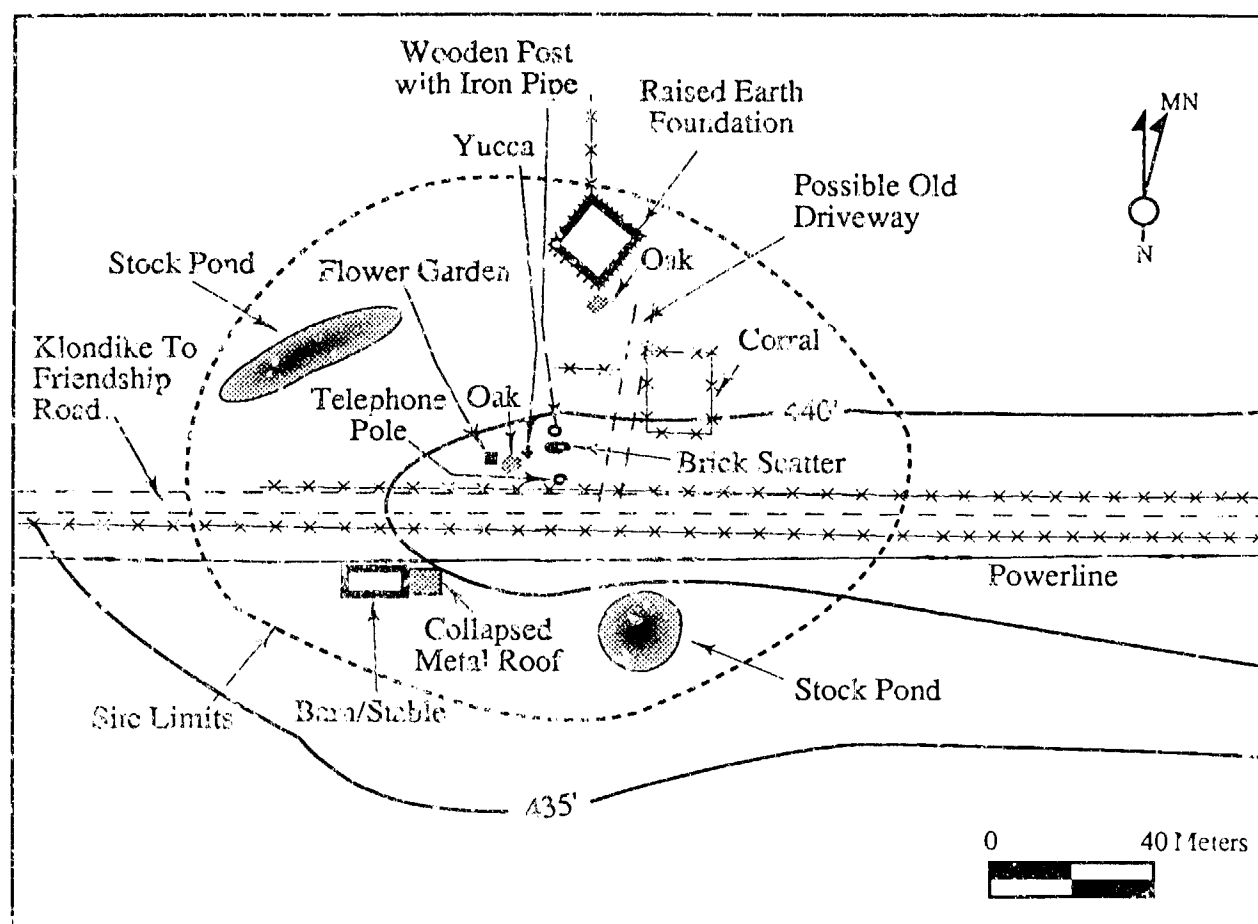 Wooden Post
with Iron Pipe
Raised Earth
Foundation
MN
Yucca
Possible Old
Driveway
N
Stock Pond
Flower Garden
Oak
Klondike To
Friendship
Road
Corral
Telephone
Pole
Oak
440'
Brick Scatter
Powerline
Collapsed
Metal Roof
Stock Pond
Site Limits
Barn/Stable
435'
0
40 Meters